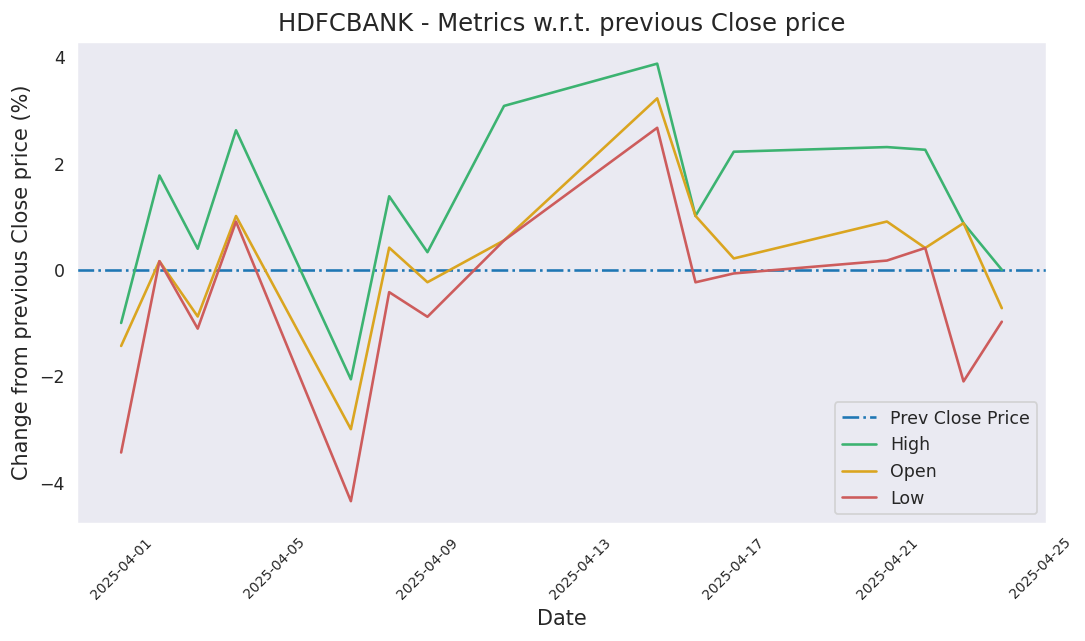 HDFCBANK - Metrics w.r.t. previous Close price
Change from previous Close price (%)
4
2
0
−2
−4
Prev Close Price
High
Open
Low
2025-04-01
2025-04-05
2025-04-09
2025-04-13
2025-04-17
2025-04-21
2025-04-25
Date